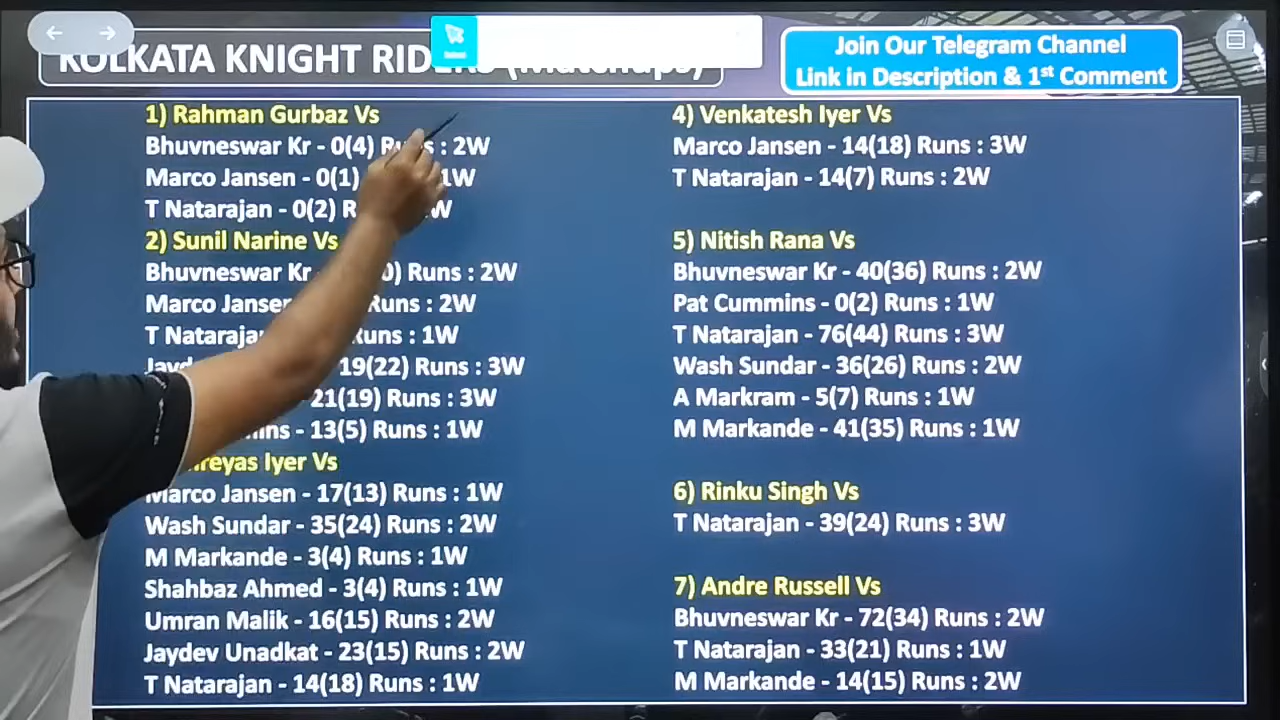 KOLKATA KNIGHT RIDERS (Matchups)
Join Our Telegram Channel
Link in Description & 1st Comment
1) Rahman Gurbaz Vs
Bhuvneswar Kr - 0(4) Runs : 2W
Marco Jansen - 0(1) 1W
T Natarajan - 0(2) R W
2) Sunil Narine Vs
Bhuvneswar Kr 0) Runs : 2W
Marco Jansen Runs : 2W
T Natarajan Runs : 1W
19(22) Runs : 3W
21(19) Runs : 3W
- 13(5) Runs : 1W
Shreyas Iyer Vs
Marco Jansen - 17(13) Runs : 1W
Wash Sundar - 35(24) Runs : 2W
M Markande - 3(4) Runs : 1W
Shahbaz Ahmed - 3(4) Runs : 1W
Umran Malik - 16(15) Runs : 2W
Jaydev Unadkat - 23(15) Runs : 2W
T Natarajan - 14(18) Runs : 1W
4) Venkatesh Iyer Vs
Marco Jansen - 14(18) Runs : 3W
T Natarajan - 14(7) Runs : 2W
5) Nitish Rana Vs
Bhuvneswar Kr - 40(36) Runs : 2W
Pat Cummins - 0(2) Runs : 1W
T Natarajan - 76(44) Runs : 3W
Wash Sundar - 36(26) Runs : 2W
A Markram - 5(7) Runs : 1W
M Markande - 41(35) Runs : 1W
6) Rinku Singh Vs
T Natarajan - 39(24) Runs : 3W
7) Andre Russell Vs
Bhuvneswar Kr - 72(34) Runs : 2W
T Natarajan - 33(21) Runs : 1W
M Markande - 14(15) Runs : 2W